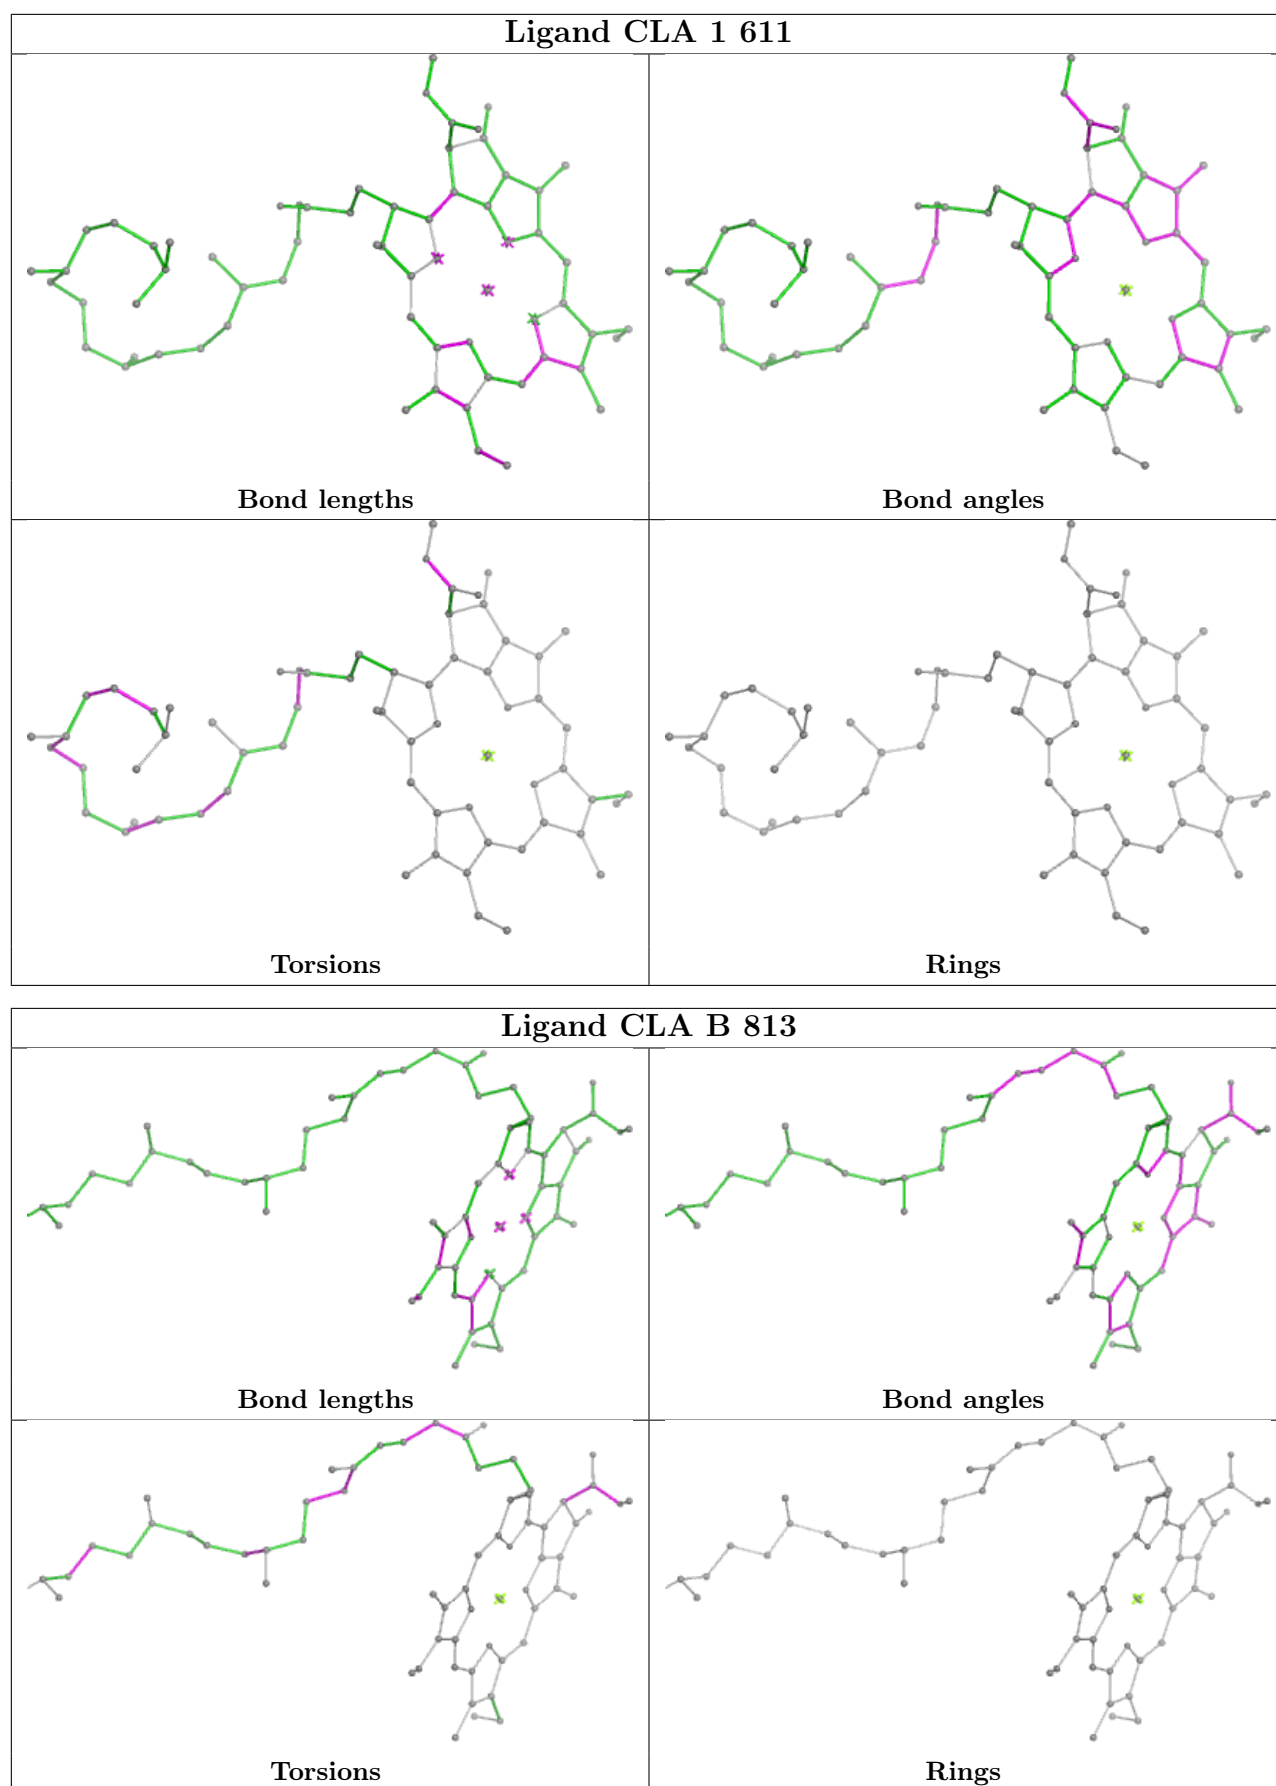 Ligand CLA 1 611
Bond lengths
Bond angles
Torsions
Rings
Ligand CLA B 813
Bond lengths
Bond angles
Torsions
Rings